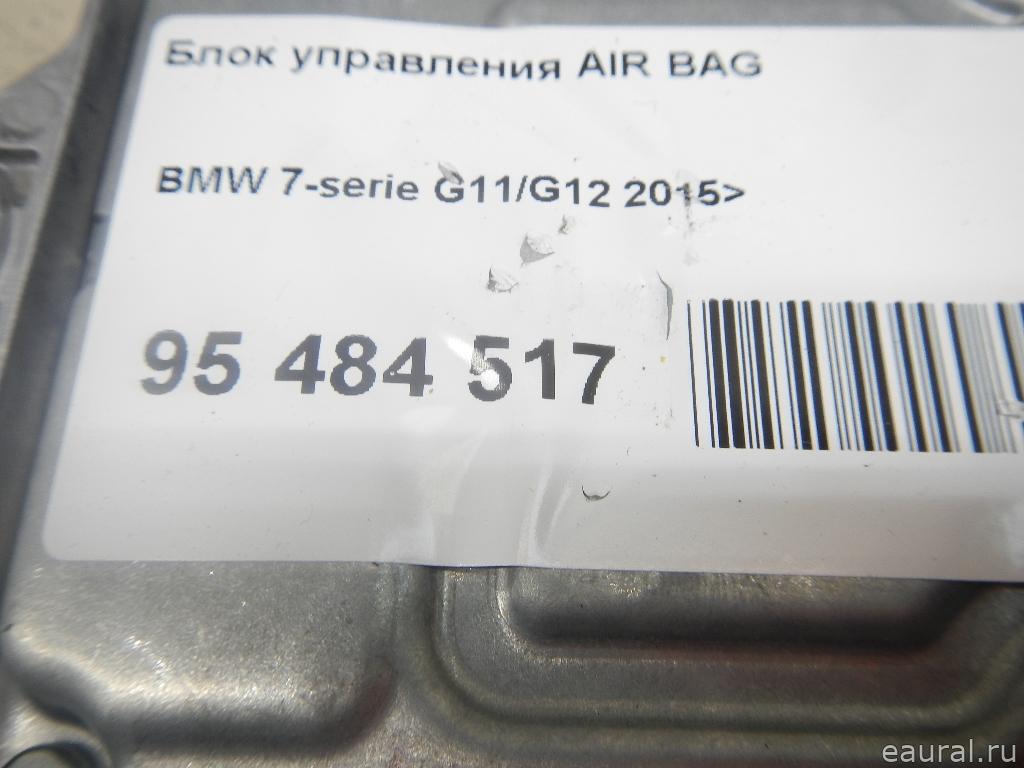 Блок управления AIR BAG
BMW 7-serie G11/G12 2015>
95 484 517
eaural.ru